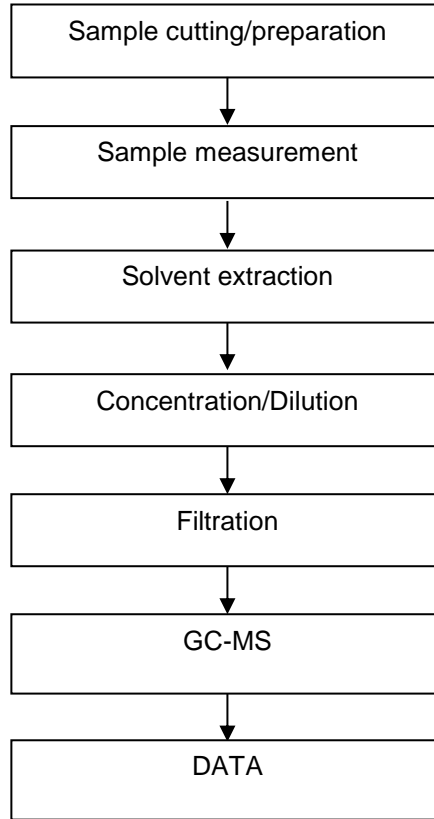 Sample cutting/preparation
Sample measurement
Solvent extraction
Concentration/Dilution
Filtration
GC-MS
DATA